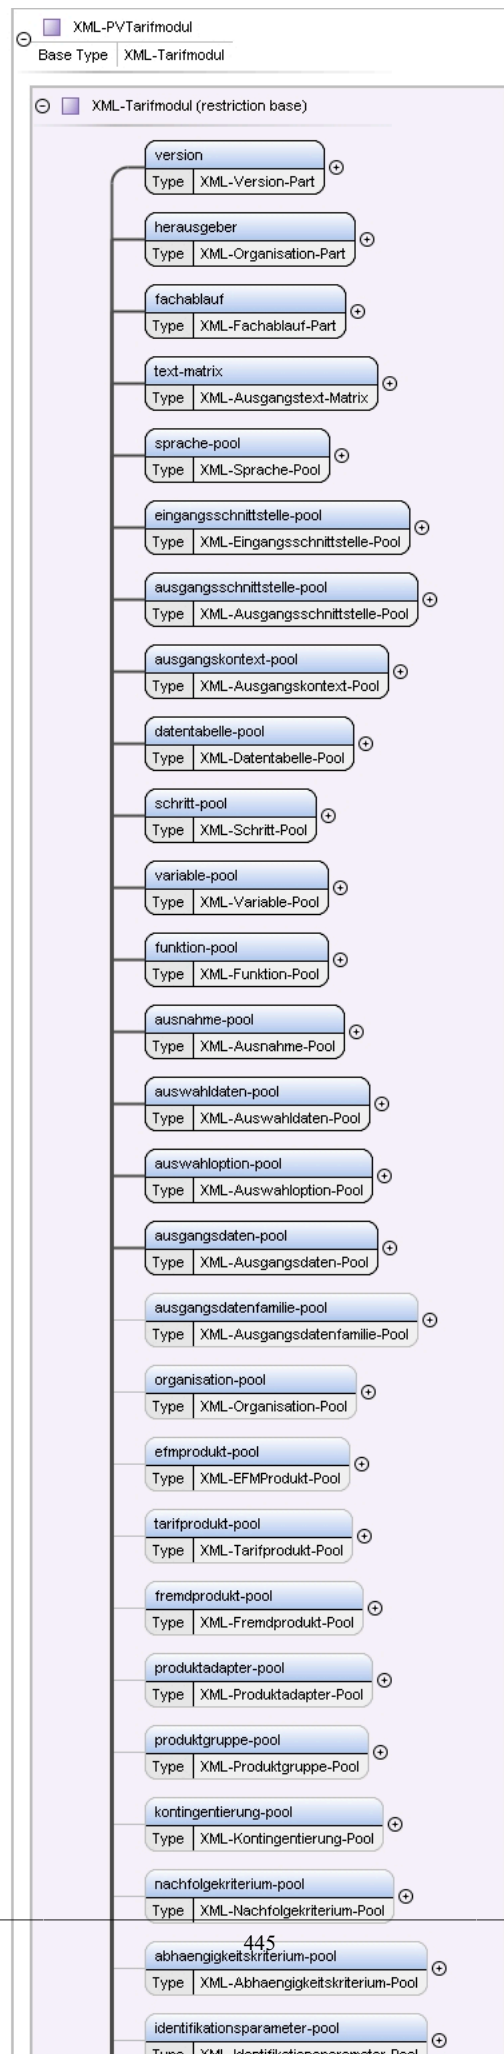 XML-PVTarifmodul
Base Type XML-Tarifmodul
XML-Tarifmodul (restriction base)
version
Type XML-Version-Part
herausgeber
Type XML-Organisation-Part
fachablauf
Type XML-Fachablauf-Part
text-matrix
Type XML-Ausgangstext-Matrix
sprache-pool
Type XML-Sprache-Pool
eingangsschnittstelle-pool
Type XML-Eingangsschnittstelle-Pool
ausgangsschnittstelle-pool
Type XML-Ausgangsschnittstelle-Pool
ausgangskontext-pool
Type XML-Ausgangskontext-Pool
datentabelle-pool
Type XML-Datentabelle-Pool
schritt-pool
Type XML-Schritt-Pool
variable-pool
Type XML-Variable-Pool
funktion-pool
Type XML-Funktion-Pool
ausnahme-pool
Type XML-Ausnahme-Pool
auswahldaten-pool
Type XML-Auswahldaten-Pool
auswahloption-pool
Type XML-Auswahloption-Pool
ausgangsdaten-pool
Type XML-Ausgangsdaten-Pool
ausgangsdatenfamilie-pool
Type XML-Ausgangsdatenfamilie-Pool
organisation-pool
Type XML-Organisation-Pool
efmprodukt-pool
Type XML-EFMProdukt-Pool
tarifprodukt-pool
Type XML-Tarifprodukt-Pool
fremdprodukt-pool
Type XML-Fremdprodukt-Pool
produktadapter-pool
Type XML-Produktadapter-Pool
produktgruppe-pool
Type XML-Produktgruppe-Pool
kontingentierung-pool
Type XML-Kontingentierung-Pool
nachfolgekriterium-pool
Type XML-Nachfolgekriterium-Pool
445
abhaengigkeitskriterium-pool
Type XML-Abhaengigkeitskriterium-Pool
identifikationsparameter-pool
Type XML-Identifikationsparameter-Pool